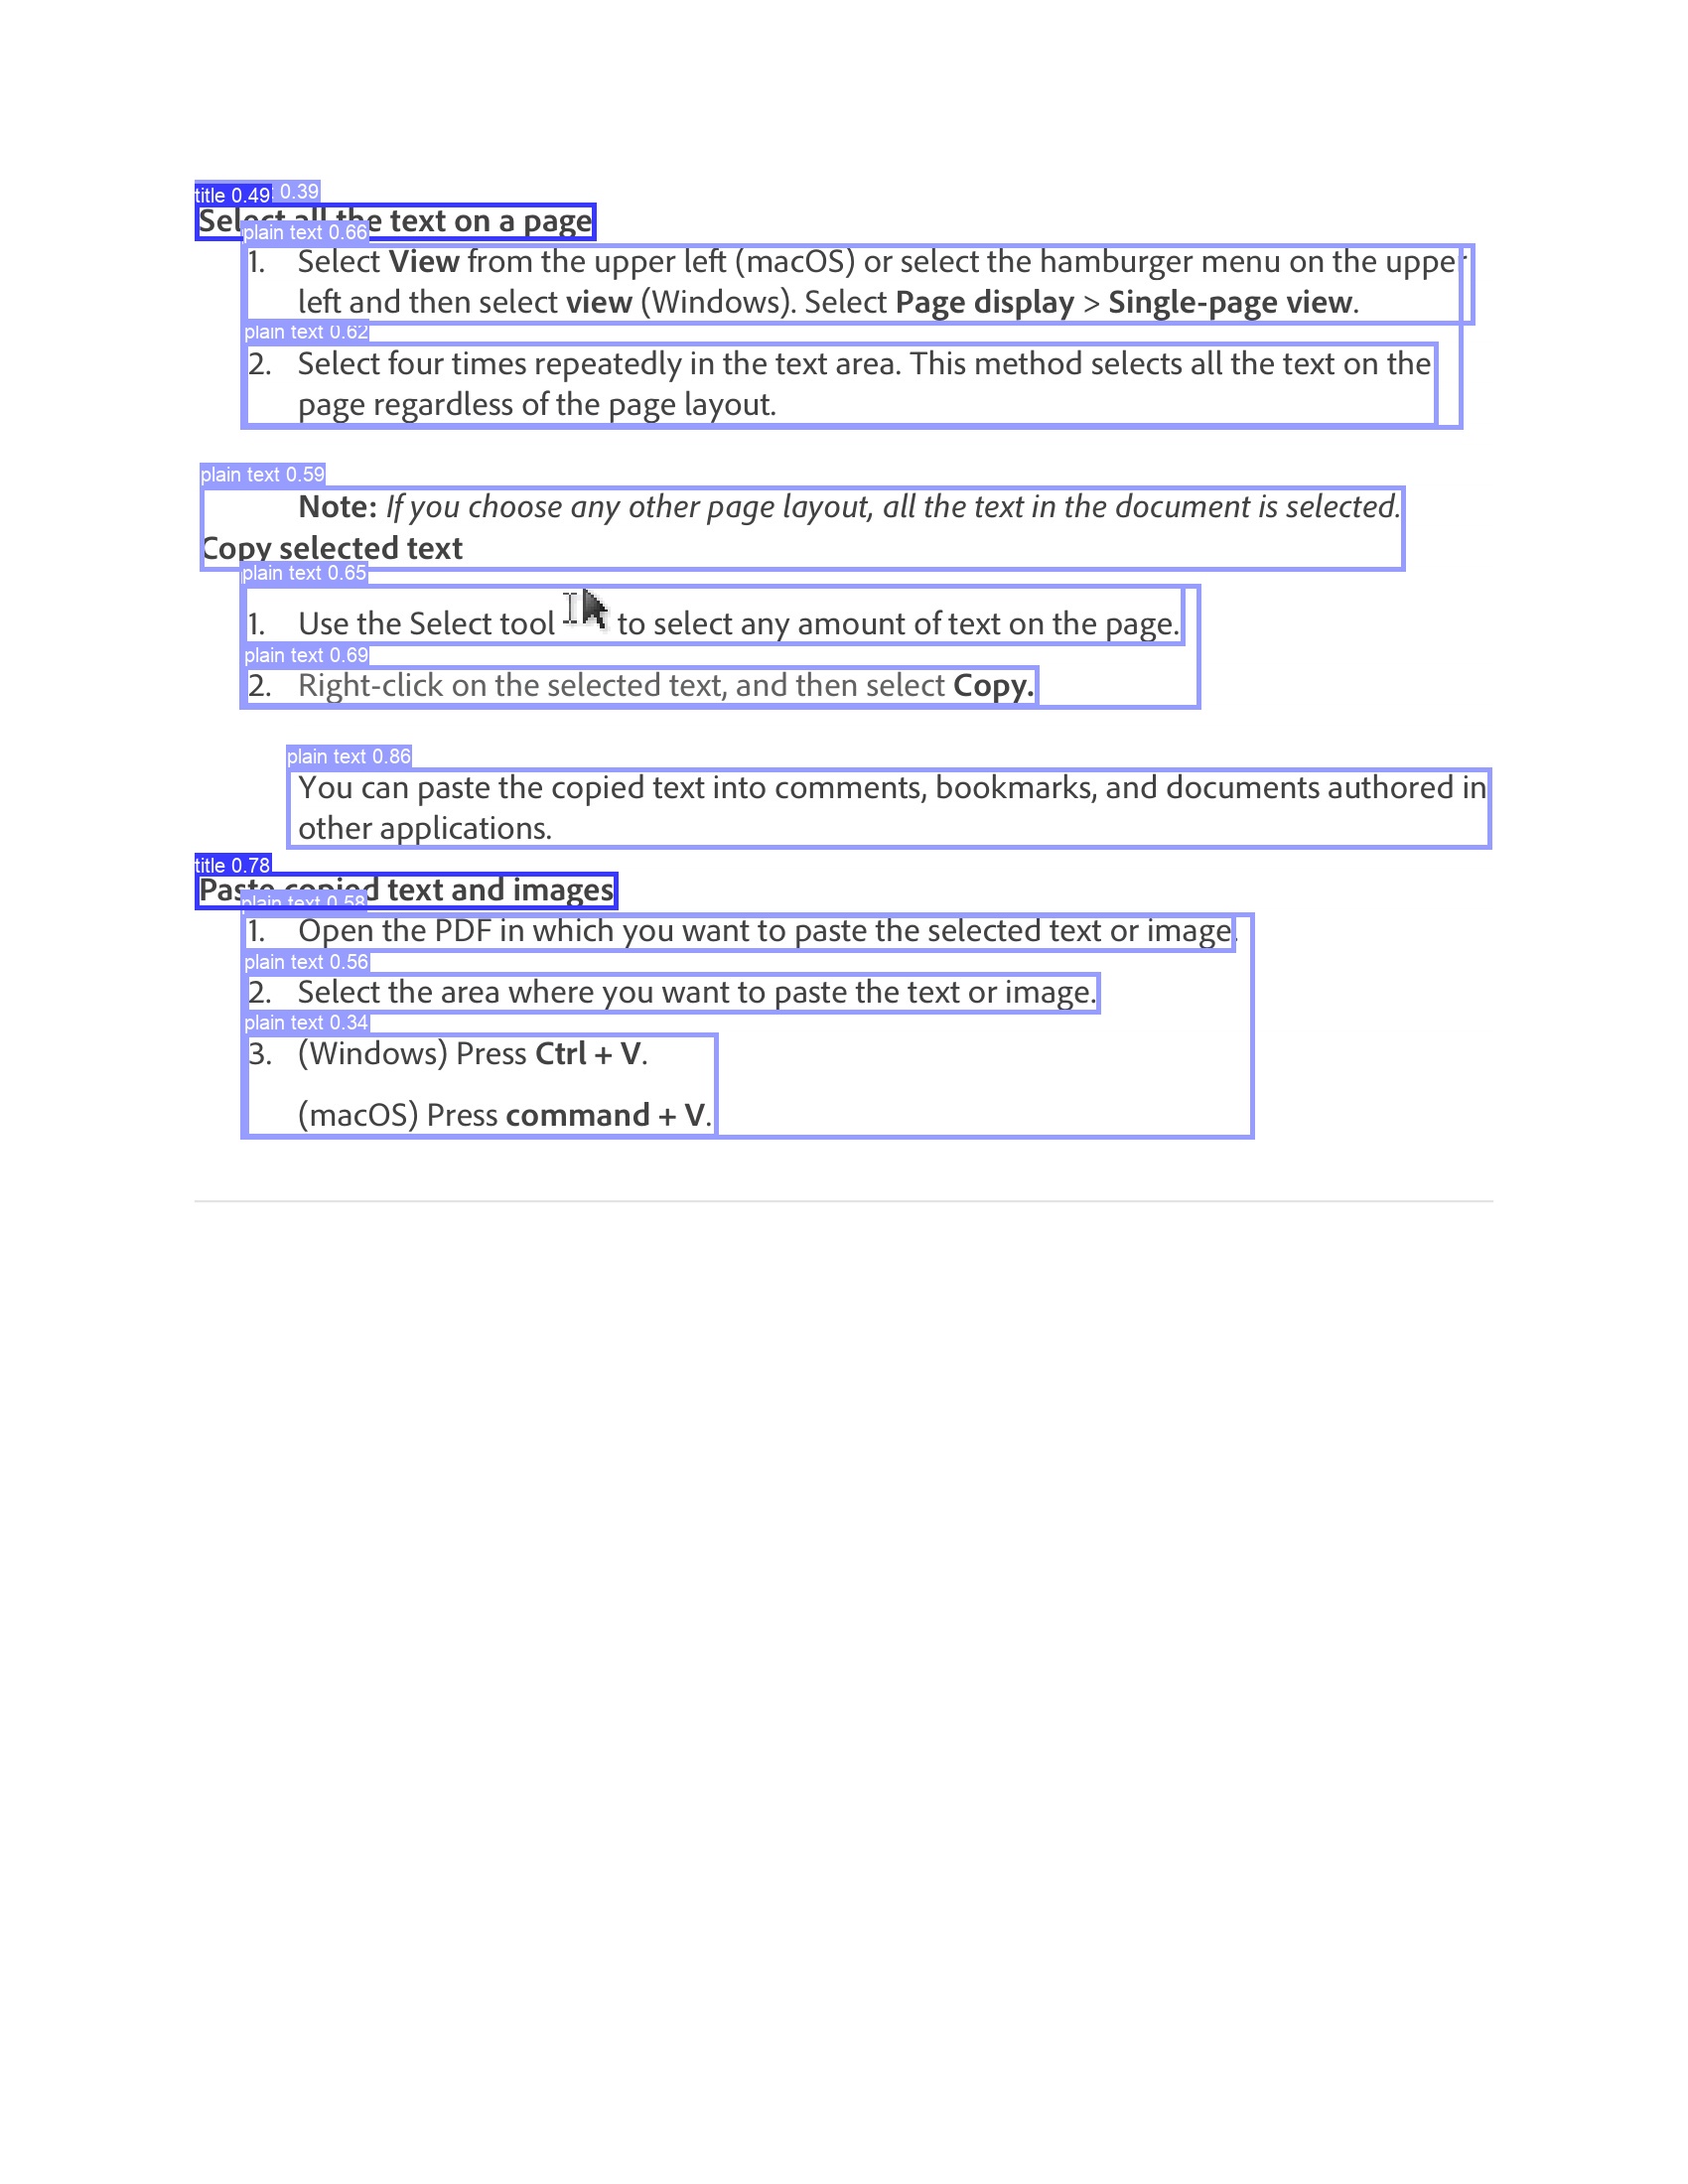 title 0.49 0.39
Select all the text on a page
plain text 0.66
1. Select View from the upper left (macOS) or select the hamburger menu on the upper
left and then select view (Windows). Select Page display > Single-page view.
plain text 0.62
2. Select four times repeatedly in the text area. This method selects all the text on the
page regardless of the page layout.
plain text 0.59
Note: If you choose any other page layout, all the text in the document is selected.
Copy selected text
plain text 0.65
1. Use the Select tool to select any amount of text on the page.
plain text 0.69
2. Right-click on the selected text, and then select Copy.
plain text 0.86
You can paste the copied text into comments, bookmarks, and documents authored in
other applications.
title 0.78
Paste copied text and images
plain text 0.58
1. Open the PDF in which you want to paste the selected text or image.
plain text 0.56
2. Select the area where you want to paste the text or image.
plain text 0.34
3. (Windows) Press Ctrl + V.
(macOS) Press command + V.